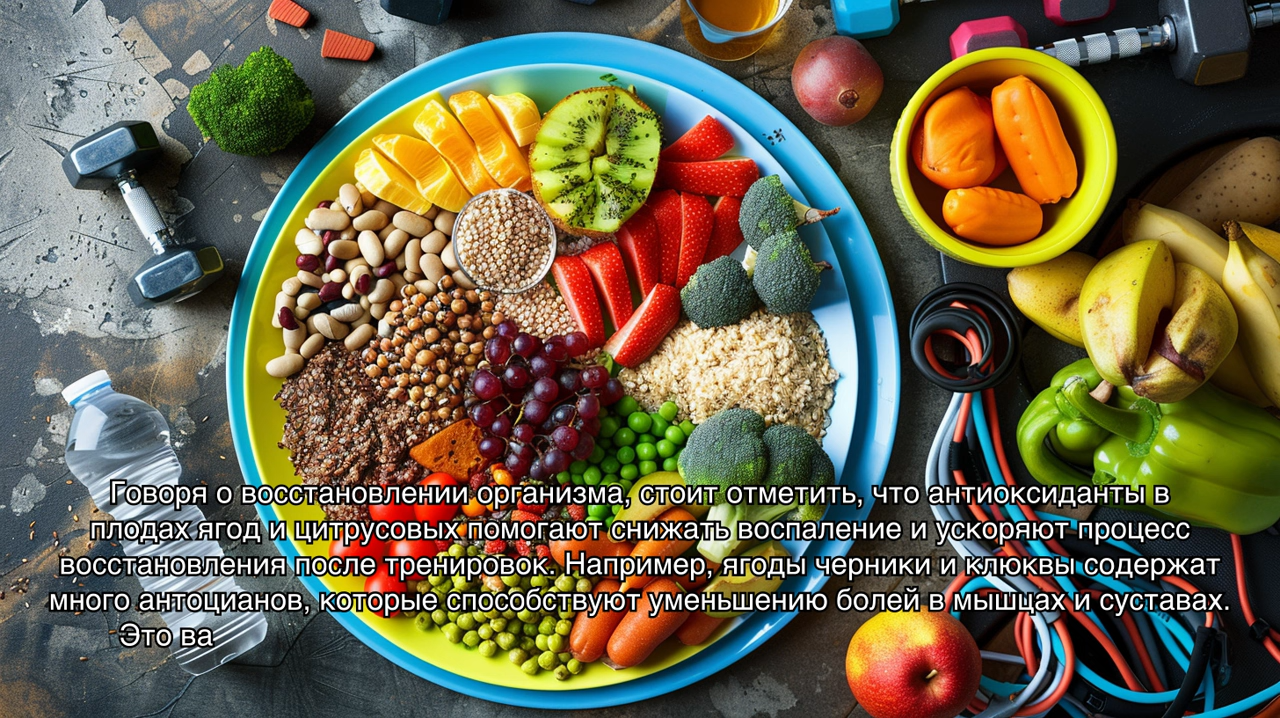 Говоря о восстановлении организма, стоит отметить, что антиоксиданты в
плодах ягод и цитрусовых помогают снижать воспаление и ускоряют процесс
восстановления после тренировок. Например, ягоды черники и клюквы содержат
много антоцианов, которые способствуют уменьшению болей в мышцах и суставах.
Это ва